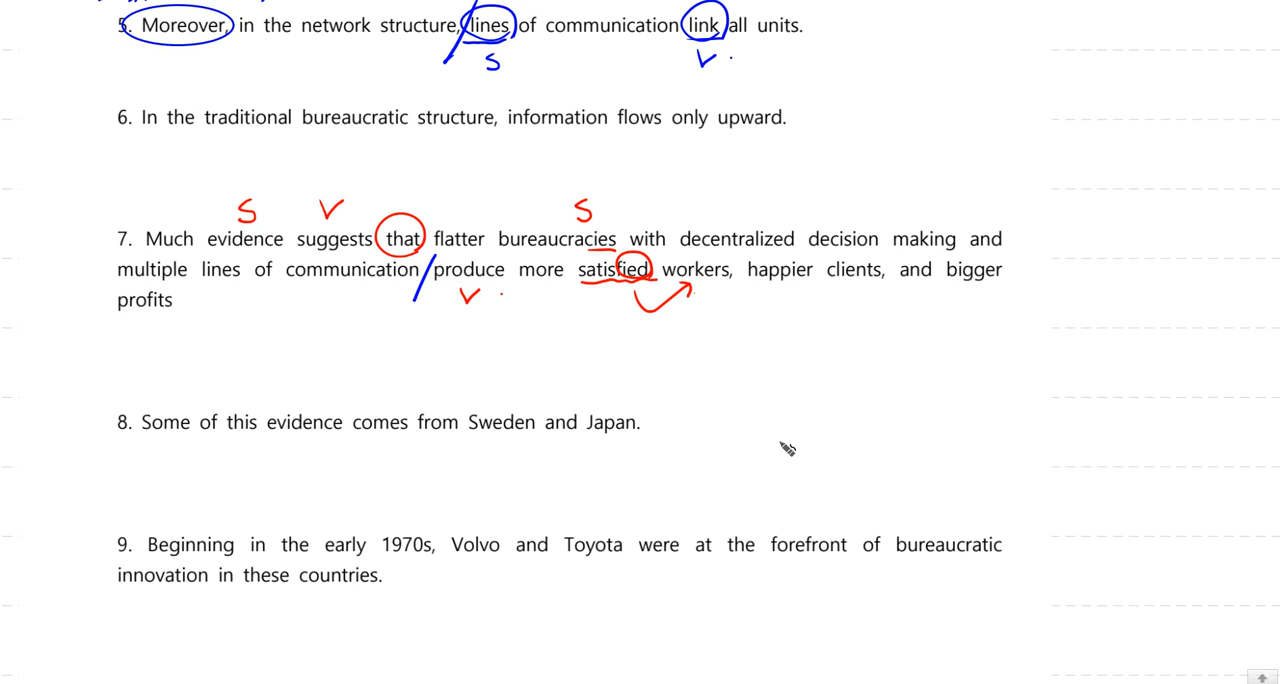 5. Moreover, in the network structure, lines of communication link all units.
S V
6. In the traditional bureaucratic structure, information flows only upward.
S V S
7. Much evidence suggests that flatter bureaucracies with decentralized decision making and
multiple lines of communication produce more satisfied workers, happier clients, and bigger
V
profits
8. Some of this evidence comes from Sweden and Japan.
9. Beginning in the early 1970s, Volvo and Toyota were at the forefront of bureaucratic
innovation in these countries.